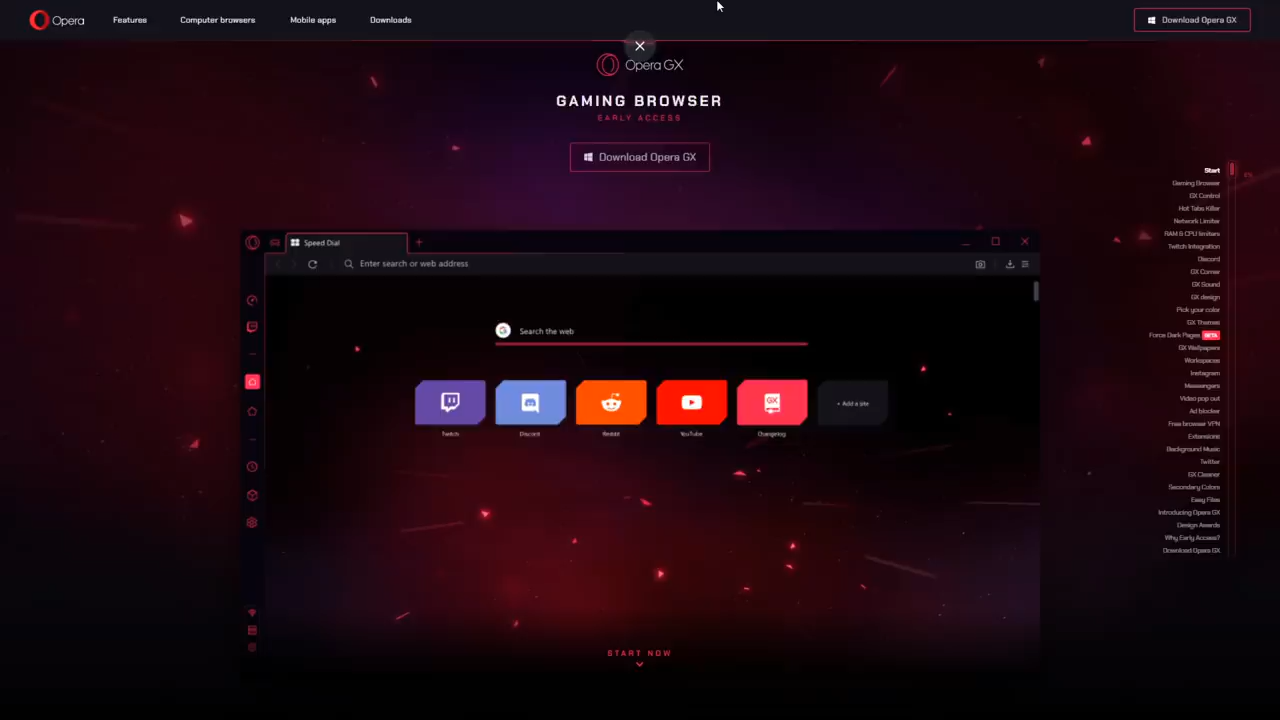 Opera
Features
Computer browsers
Mobile apps
Downloads
Download Opera GX
Opera GX
GAMING BROWSER
EARLY ACCESS
Download Opera GX
Speed Dial
Enter search or web address
Search the web
GX
+ Add a site
Twitch
Discord
Reddit
YouTube
Changelog
START NOW
Start
Gaming Browser
GX Control
Hot Tabs Killer
Network Limiter
RAM & CPU limiters
Twitch Integration
Discord
GX Corner
GX Sound
GX design
Pick your color
GX Themes
Force Dark Pages BETA
GX Wallpapers
Workspaces
Instagram
Messengers
Video pop out
Ad blocker
Free browser VPN
Extensions
Background Music
Twitter
GX Cleaner
Secondary Colors
Easy Files
Introducing Opera GX
Design Awards
Why Early Access?
Download Opera GX